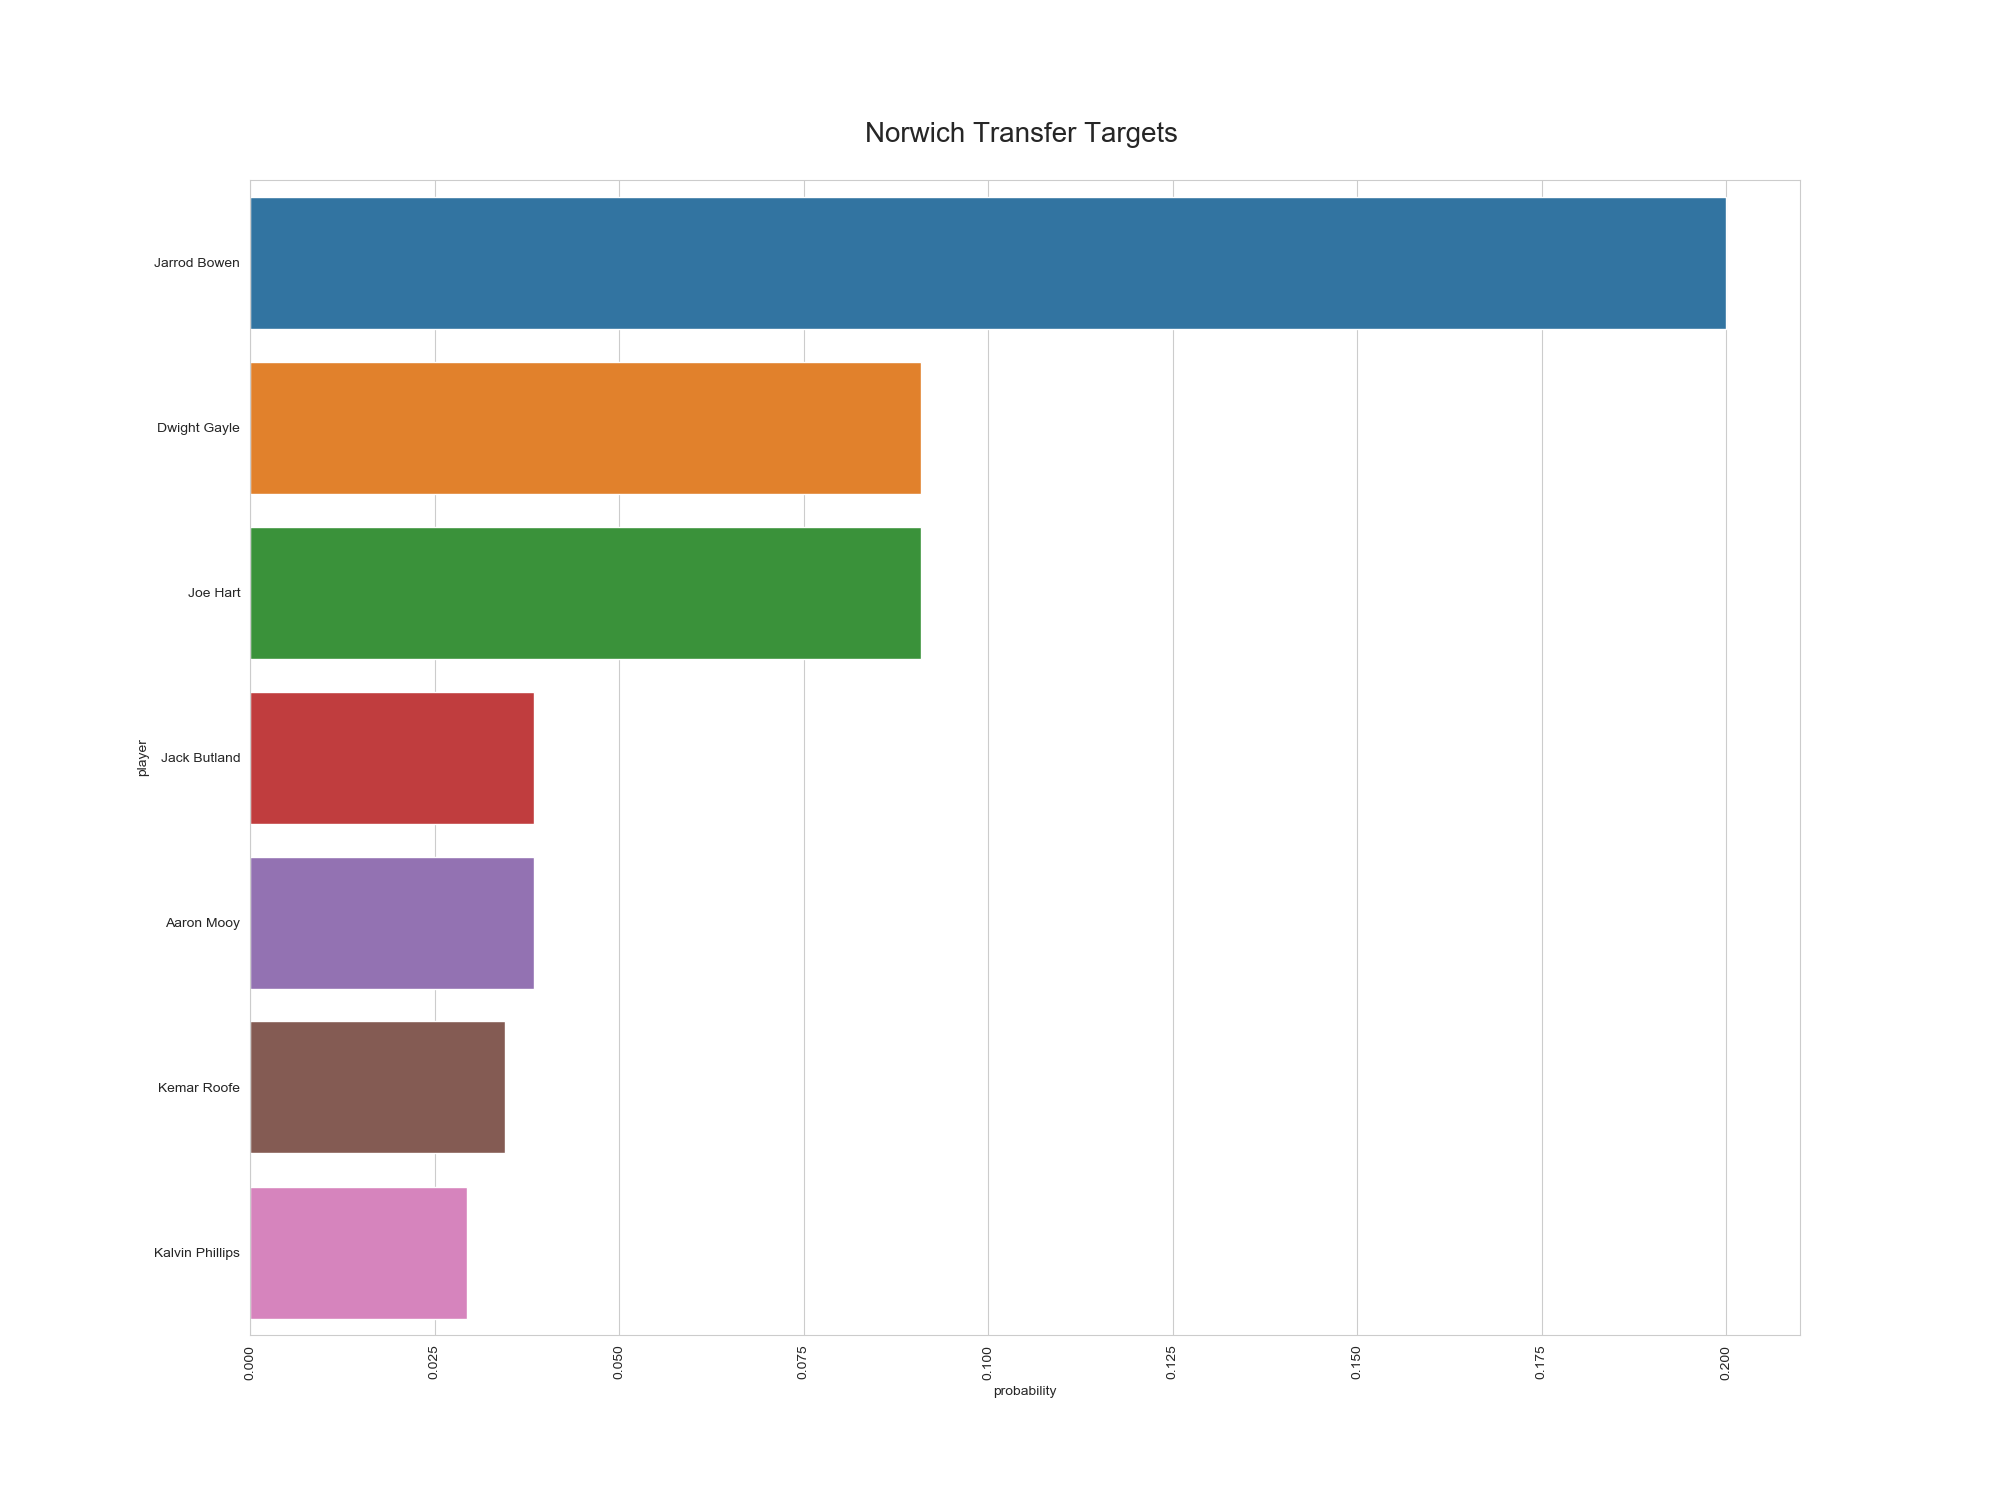 Norwich Transfer Targets
Jarrod Bowen
Dwight Gayle
Joe Hart
Jack Butland
Aaron Mooy
Kemar Roofe
Kalvin Phillips
player
0.000
0.025
0.050
0.075
0.100
0.125
0.150
0.175
0.200
probability